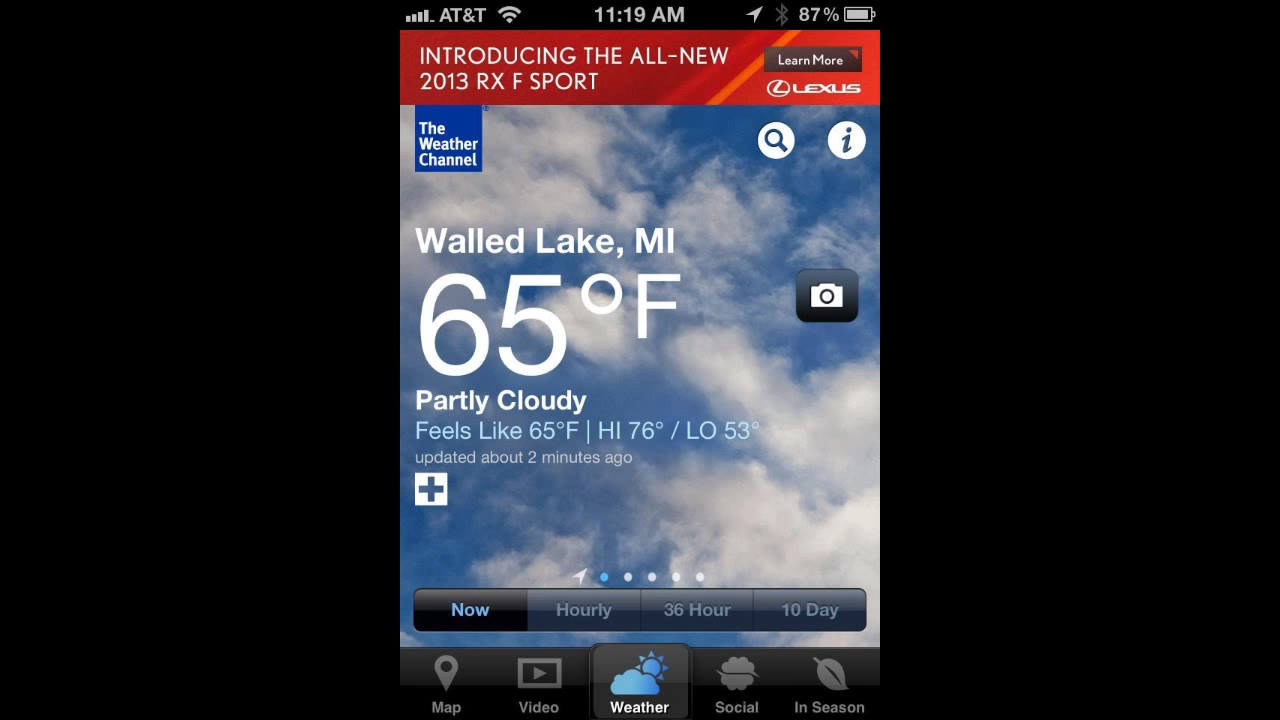 AT&T 11:19 AM 87%
INTRODUCING THE ALL-NEW
2013 RX F SPORT
Learn More
LEXUS
The
Weather
Channel
Walled Lake, MI
65°F
Partly Cloudy
Feels Like 65°F | HI 76° / LO 53°
updated about 2 minutes ago
Now Hourly 36 Hour 10 Day
Map Video Weather Social In Season